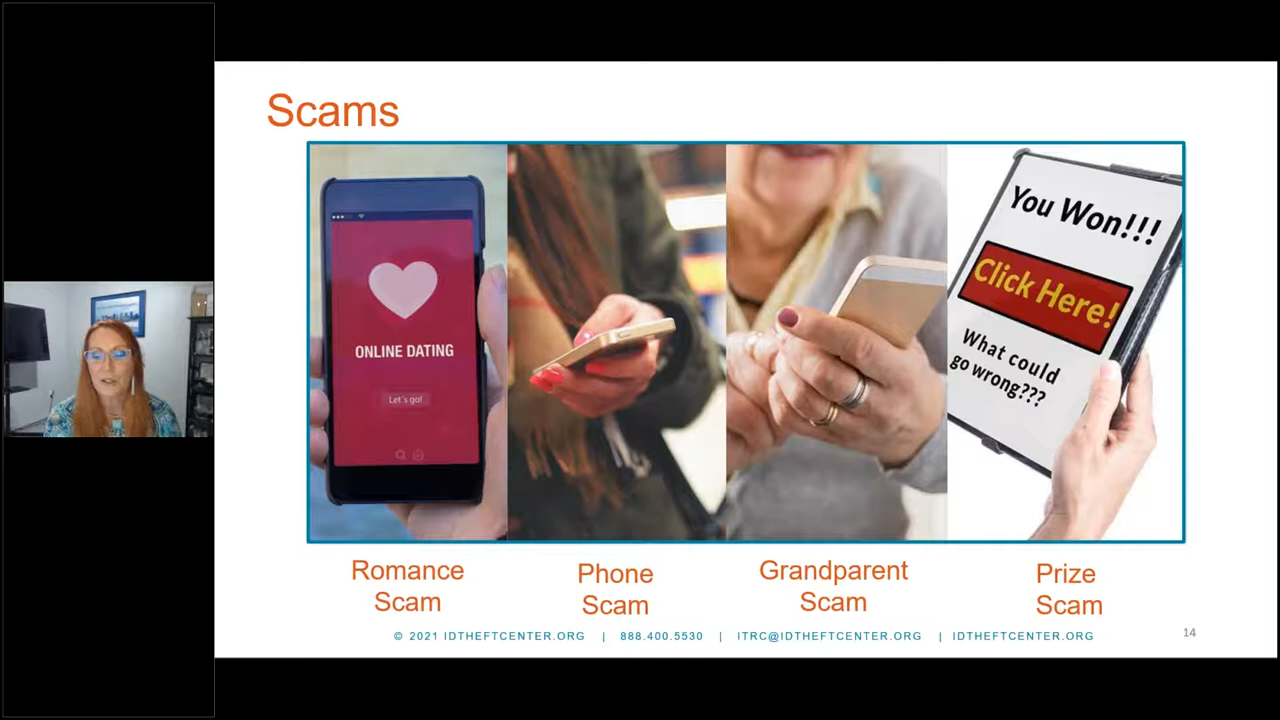 Scams
ONLINE DATING
Let's go!
You Won!!!
Click Here!
What could
go wrong???
Romance
Scam
Phone
Scam
Grandparent
Scam
Prize
Scam
© 2021 IDTHEFTCENTER.ORG | 888.400.5530 | ITRC@IDTHEFTCENTER.ORG | IDTHEFTCENTER.ORG
14